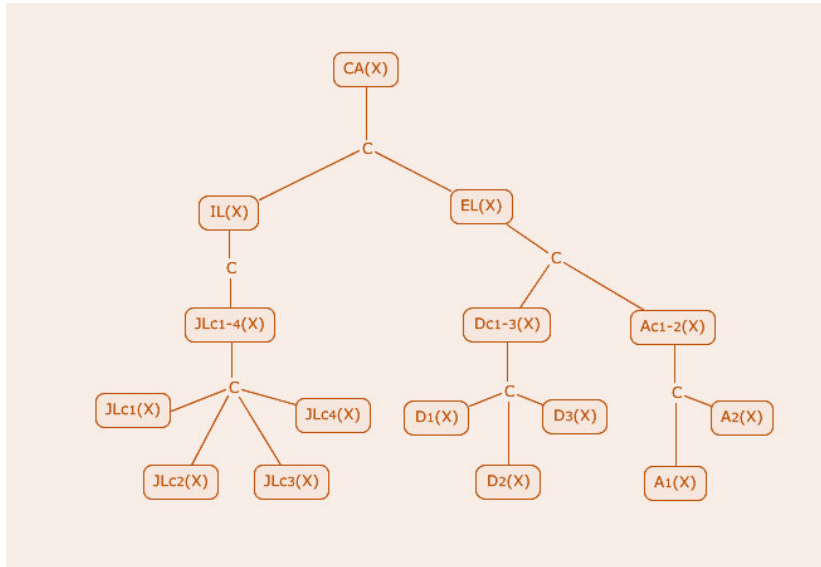 CA(X)
C
IL(X)
EL(X)
C
C
JLc1-4(X)
Dc1-3(X)
Ac1-2(X)
C
C
C
JLc1(X)
JLc4(X)
D1(X)
D3(X)
A2(X)
JLc2(X)
JLc3(X)
D2(X)
A1(X)